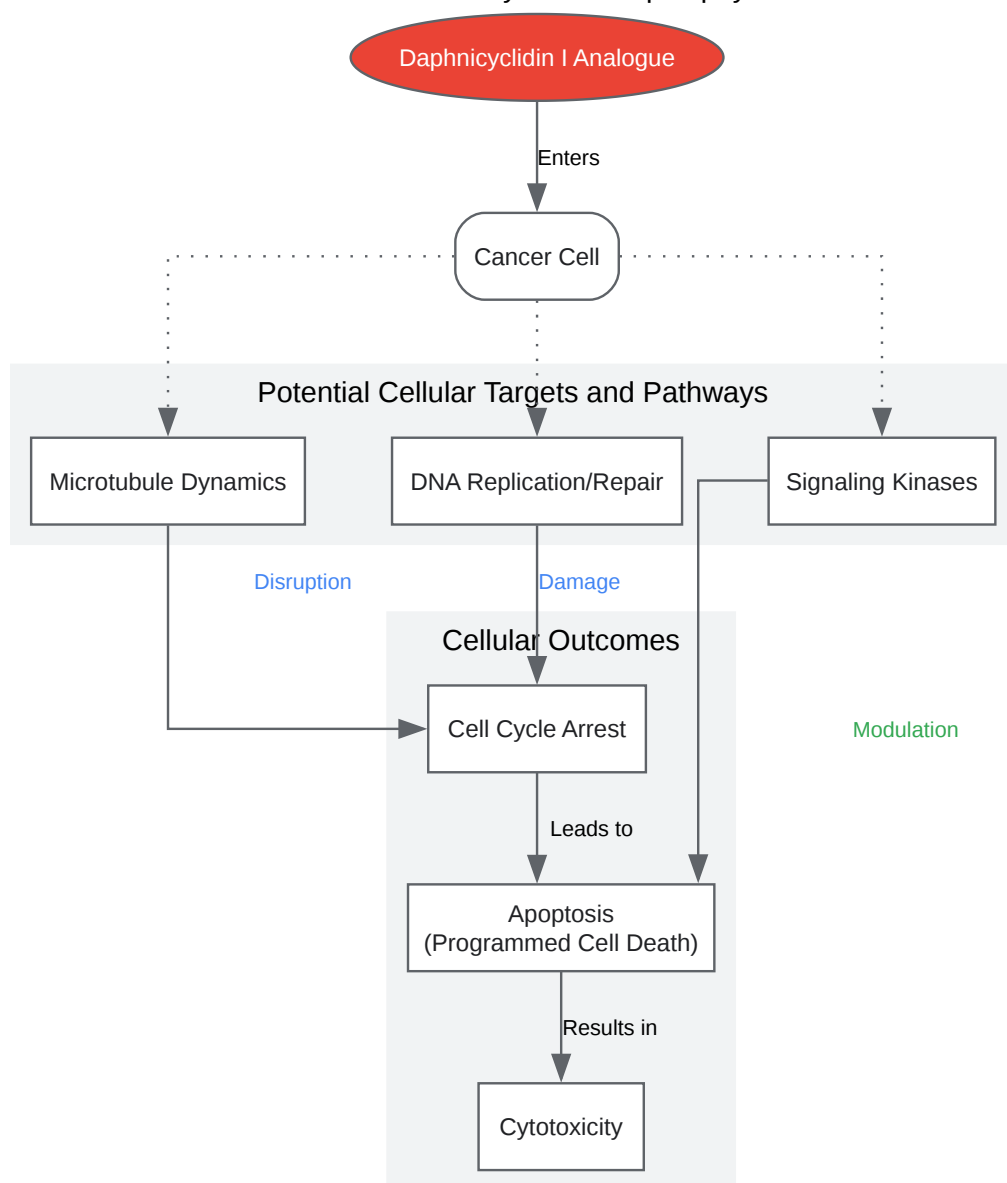 Daphnicyclidin I Analogue
Enters
Cancer Cell
Potential Cellular Targets and Pathways
Microtubule Dynamics
DNA Replication/Repair
Signaling Kinases
Disruption
Damage
Cellular Outcomes
Cell Cycle Arrest
Modulation
Leads to
Apoptosis
(Programmed Cell Death)
Results in
Cytotoxicity